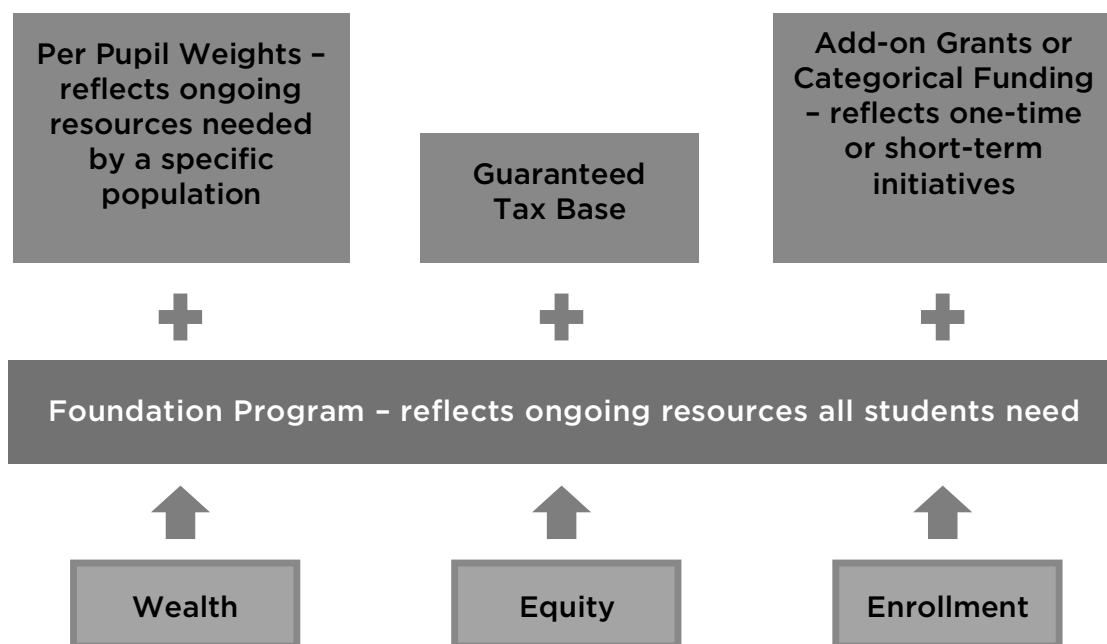 Per Pupil Weights –
reflects ongoing
resources needed
by a specific
population
Guaranteed
Tax Base
Add-on Grants or
Categorical Funding
– reflects one-time
or short-term
initiatives
Foundation Program – reflects ongoing resources all students need
Wealth
Equity
Enrollment